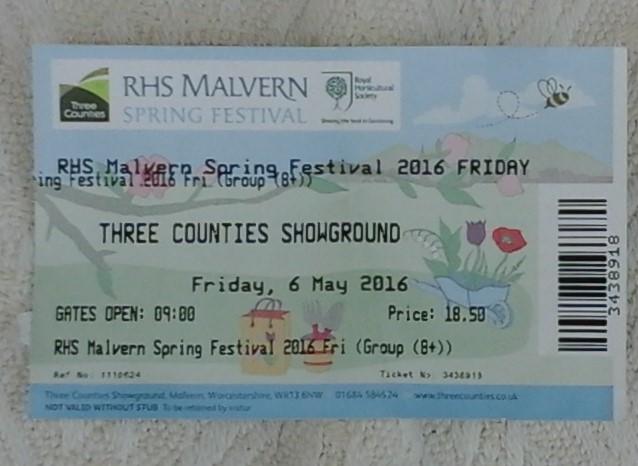 Three Counties
RHS MALVERN
SPRING FESTIVAL
Royal Horticultural Society
Sharing the best in Gardening
RHS Malvern Spring Festival 2016 FRIDAY
ing Festival 2016 Fri (Group (8+))
THREE COUNTIES SHOWGROUND
Friday, 6 May 2016
GATES OPEN: 09:00
Price: 18.50
RHS Malvern Spring Festival 2016 Fri (Group (8+))
Ref No: 1110624
Ticket No: 3438918
Three Counties Showground, Malvern, Worcestershire, WR13 6NW 01684 584924 www.threecounties.co.uk
NOT VALID WITHOUT STUB To be retained by visitor
3438918